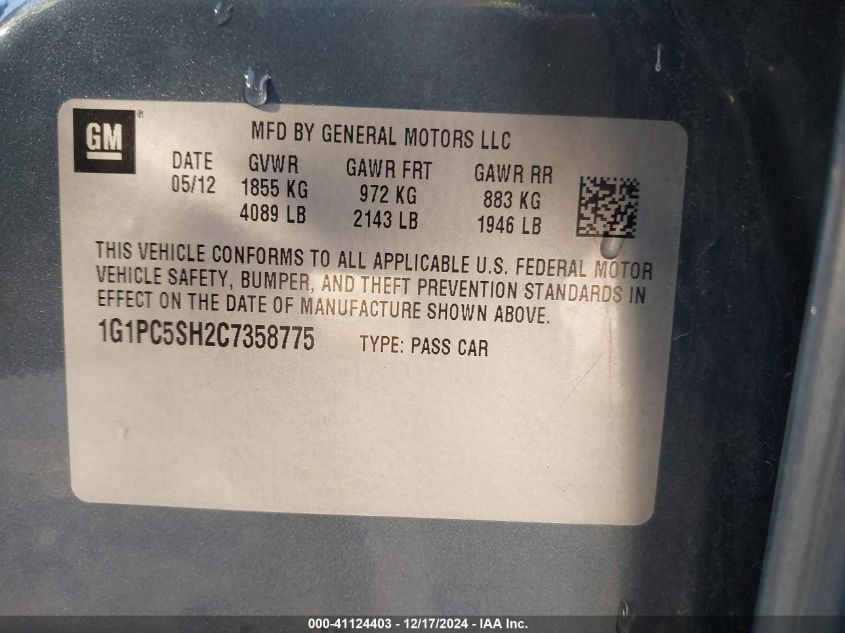 GM®
MFD BY GENERAL MOTORS LLC
DATE GVWR GAWR FRT GAWR RR
05/12 1855 KG 972 KG 883 KG
4089 LB 2143 LB 1946 LB
THIS VEHICLE CONFORMS TO ALL APPLICABLE U.S. FEDERAL MOTOR
VEHICLE SAFETY, BUMPER, AND THEFT PREVENTION STANDARDS IN
EFFECT ON THE DATE OF MANUFACTURE SHOWN ABOVE.
1G1PC5SH2C7358775 TYPE: PASS CAR
000-41124403 - 12/17/2024 - IAA Inc.